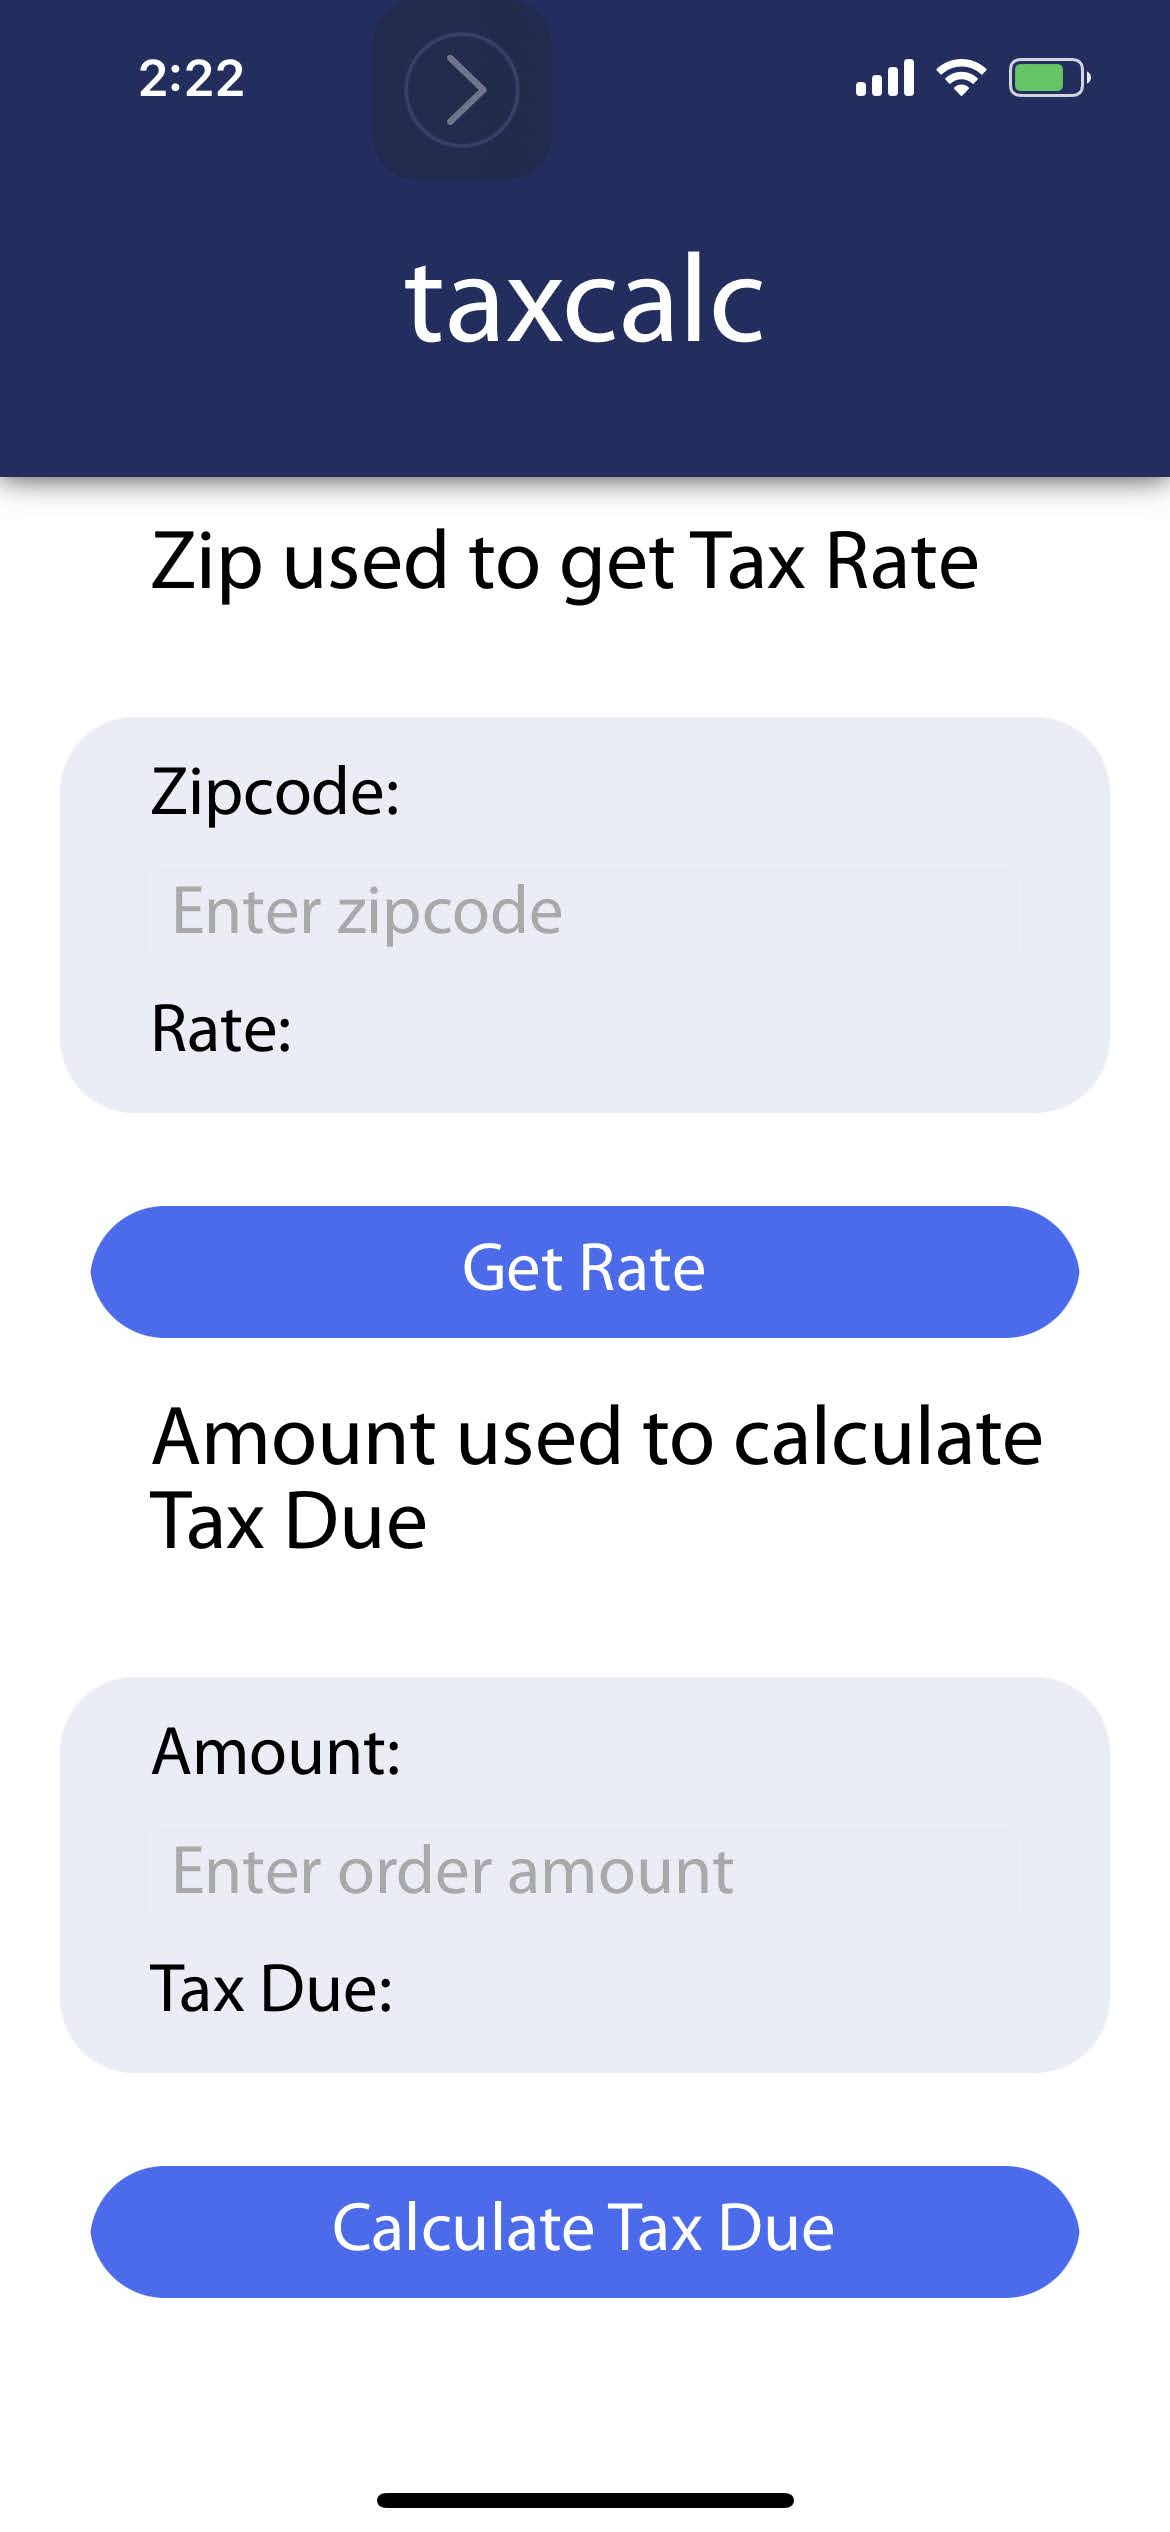 2:22
taxcalc
Zip used to get Tax Rate
Zipcode:
Enter zipcode
Rate:
Get Rate
Amount used to calculate
Tax Due
Amount:
Enter order amount
Tax Due:
Calculate Tax Due